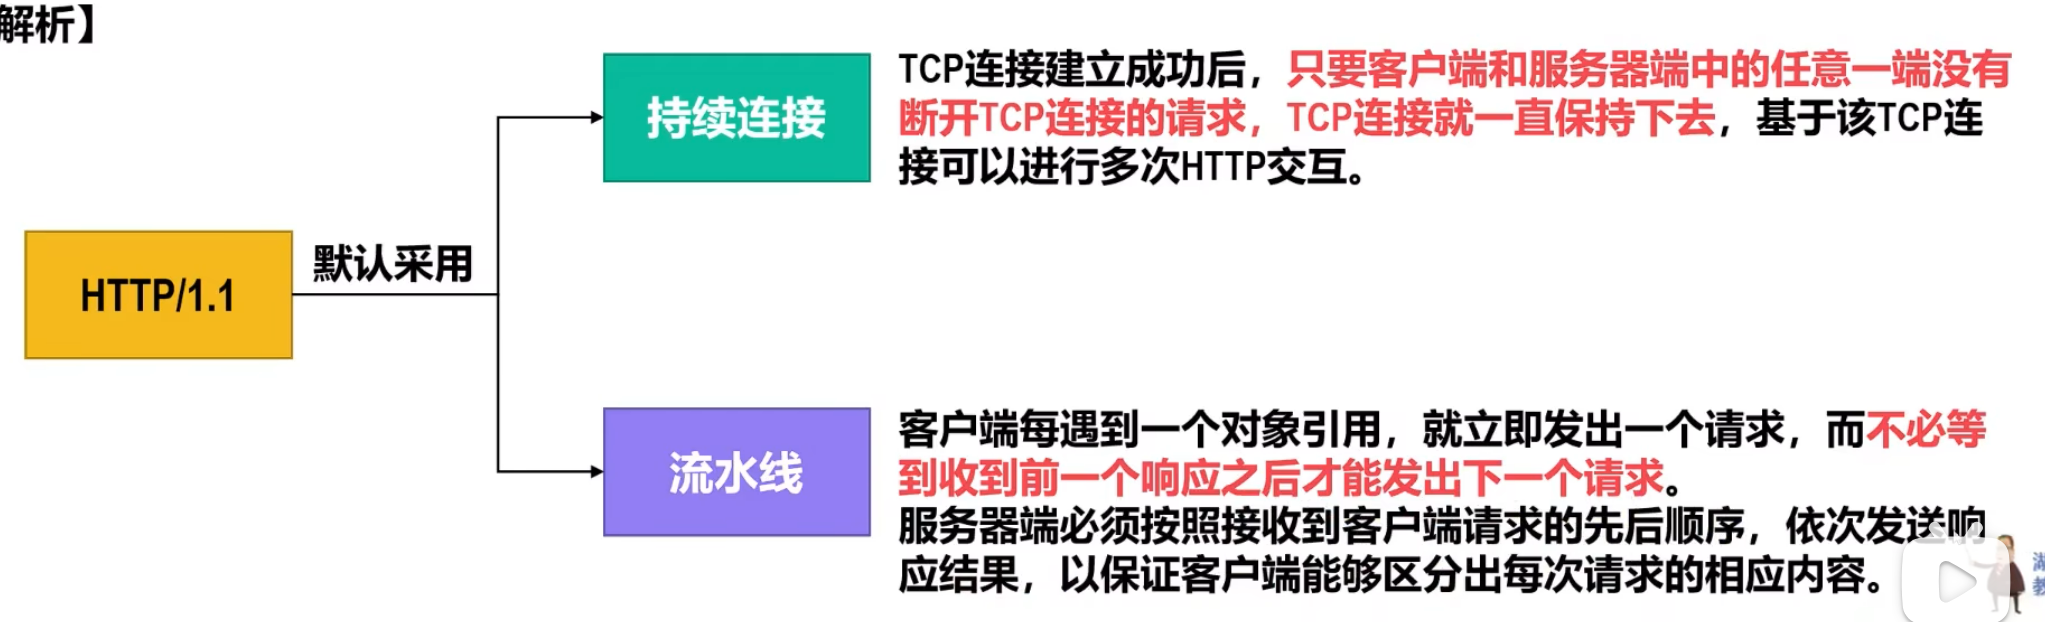 解析】
持续连接
TCP连接建立成功后，只要客户端和服务器端中的任意一端没有
断开TCP连接的请求，TCP连接就一直保持下去，基于该TCP连
接可以进行多次HTTP交互。
HTTP/1.1
默认采用
流水线
客户端每遇到一个对象引用，就立即发出一个请求，而不必等
到收到前一个响应之后才能发出下一个请求。
服务器端必须按照接收到客户端请求的先后顺序，依次发送响
应结果，以保证客户端能够区分出每次请求的相应内容。